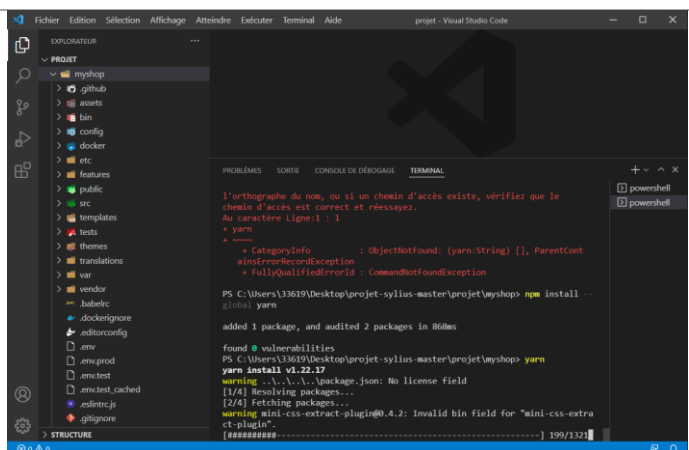 Fichier Edition Sélection Affichage Atteindre Exécuter Terminal Aide
projet - Visual Studio Code
EXPLORATEUR
PROJET
myshop
.github
assets
bin
config
docker
etc
features
public
src
templates
tests
themes
translations
var
vendor
.babelrc
.dockerignore
.editorconfig
.env
.env.prod
.env.test
.env.test_cached
.eslintrc.js
.gitignore
STRUCTURE
PROBLÈMES SORTIE CONSOLE DE DÉBOGAGE TERMINAL
powershell
powershell
l'orthographe du nom, ou si un chemin d'accès existe, vérifiez que le
chemin d'accès est correct et réessayez.
Au caractère Ligne:1 : 1
+ yarn
+ ~~~~
+ CategoryInfo : ObjectNotFound: (yarn:String) [], ParentCont
ainsErrorRecordException
+ FullyQualifiedErrorId : CommandNotFoundException
PS C:\Users\33619\Desktop\projet-sylius-master\projet\myshop> npm install --
global yarn
added 1 package, and audited 2 packages in 868ms
found 0 vulnerabilities
PS C:\Users\33619\Desktop\projet-sylius-master\projet\myshop> yarn
yarn install v1.22.17
warning ..\..\..\..\package.json: No license field
[1/4] Resolving packages...
[2/4] Fetching packages...
warning mini-css-extract-plugin@0.4.2: Invalid bin field for "mini-css-extra
ct-plugin".
[##########------------------------------------------------------] 199/1321
0 0